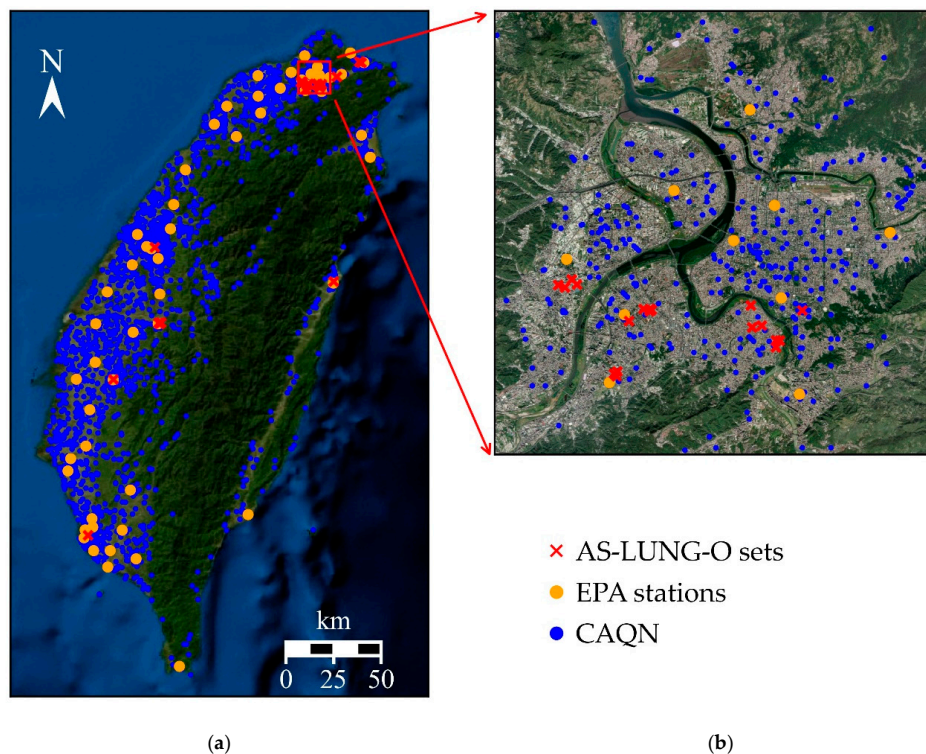 N
km
0 25 50
AS-LUNG-O sets
EPA stations
CAQN
(a)
(b)